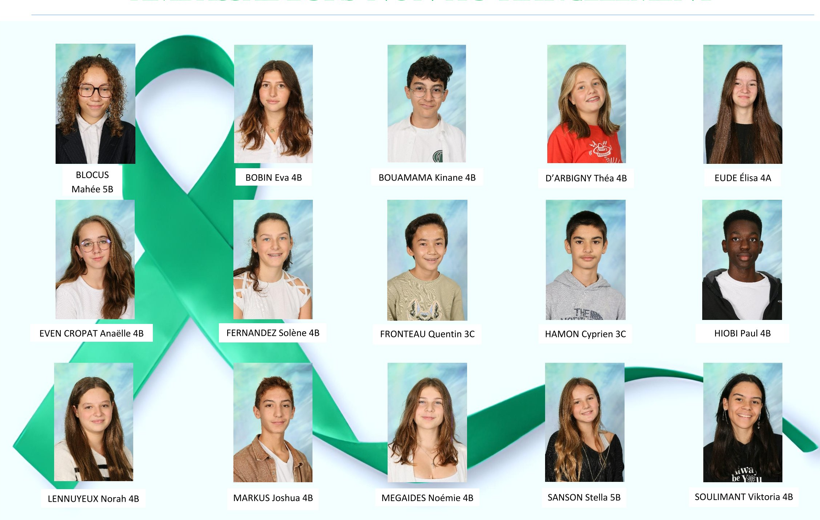 BLOCUS
Mahée 5B
BOBIN Eva 4B
BOUAMAMA Kinane 4B
D'ARBIGNY Théa 4B
EUDE Élisa 4A
EVEN CROPAT Anaëlle 4B
FERNANDEZ Solène 4B
FRONTEAU Quentin 3C
THE
HAMON Cyprien 3C
HIOBI Paul 4B
LENNUYEUX Norah 4B
MARKUS Joshua 4B
MEGAIDES Noémie 4B
SANSON Stella 5B
SOULIMANT Viktoria 4B